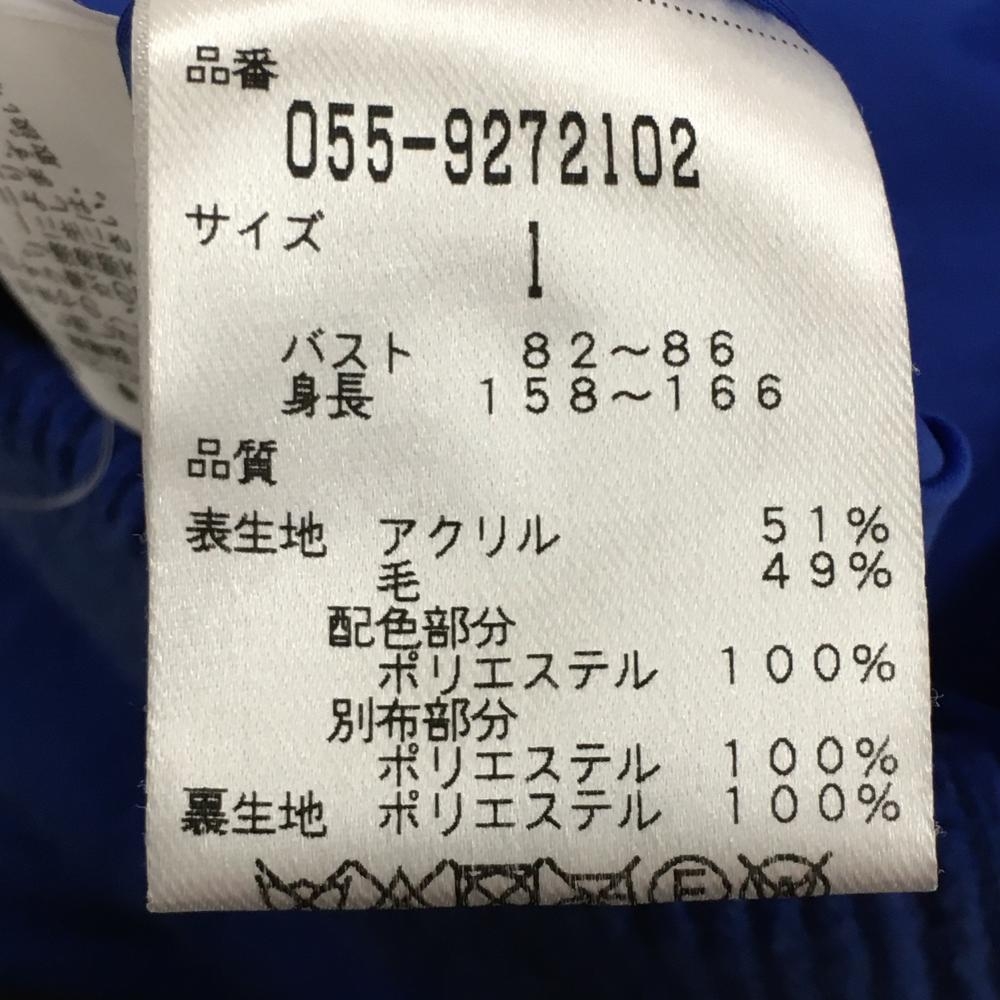 品番
055-9272102
サイズ 1
バスト 82～86
身長 158～166
品質
表生地 アクリル 51%
毛 49%
配色部分
ポリエステル 100%
別布部分
ポリエステル 100%
裏生地 ポリエステル 100%